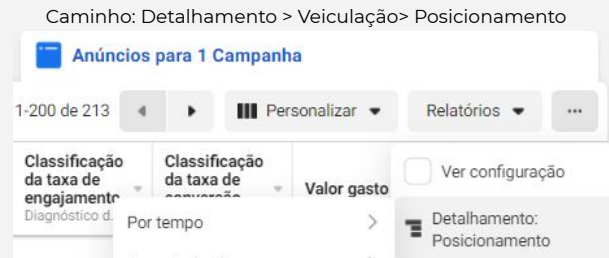 Caminho: Detalhamento > Veiculação> Posicionamento
Anúncios para 1 Campanha
1-200 de 213
Personalizar
Relatórios
Classificação
da taxa de
engajamento
Diagnóstico d.
Classificação
da taxa de
conversão
Valor gasto
Ver configuração
Por tempo
Detalhamento:
Posicionamento